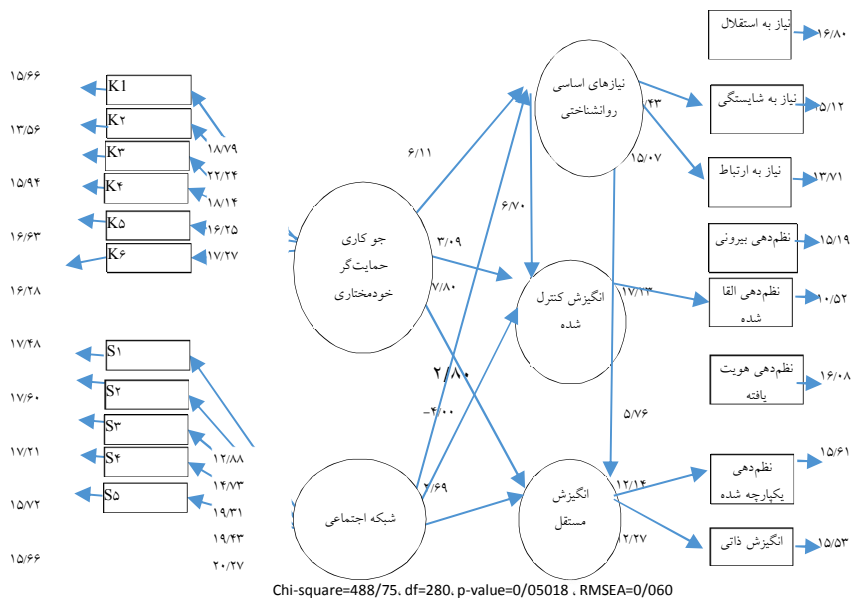 نیاز به استقلال
۱۶/۸۰
نیازهای اساسی
روانشناختی
/۴۳
نیاز به شایستگی
۵/۱۲
۱۵/۰۷
نیاز به ارتباط
۱۳/۷۱
۱۵/۶۶
K1
۱۳/۵۶
K۲
۱۸/۷۹
K۳
۲۲/۲۴
۱۵/۹۴
K۴
۱۸/۱۴
۱۶/۶۳
K۵
۱۶/۲۵
K۶
۱۷/۲۷
۱۶/۲۸
۶/۱۱
۶/۷۰
جو کاری
حمایت‌گر
خودمختاری
۳/۰۹
۷/۸۰
نظم‌دهی بیرونی
۱۵/۱۹
انگیزش کنترل
شده
نظم‌دهی القا
شده
۱۰/۵۲
نظم‌دهی هویت
یافته
۱۶/۰۸
۱۷/۴۸
S۱
۱۷/۶۰
S۲
S۳
۱۷/۲۱
S۴
۱۲/۸۸
۱۵/۷۲
S۵
۱۴/۷۳
۱۹/۳۱
۱۹/۴۳
۱۵/۶۶
۲۰/۲۷
۲/۸۰
-۴/۰۰
۵/۷۶
شبکه اجتماعی
۲/۶۹
انگیزش
مستقل
۱۲/۱۴
۲/۲۷
نظم‌دهی
یکپارچه شده
۱۵/۶۱
انگیزش ذاتی
۱۵/۵۳
Chi-square=488/75، df=280، p-value=0/05018 ، RMSEA=0/060